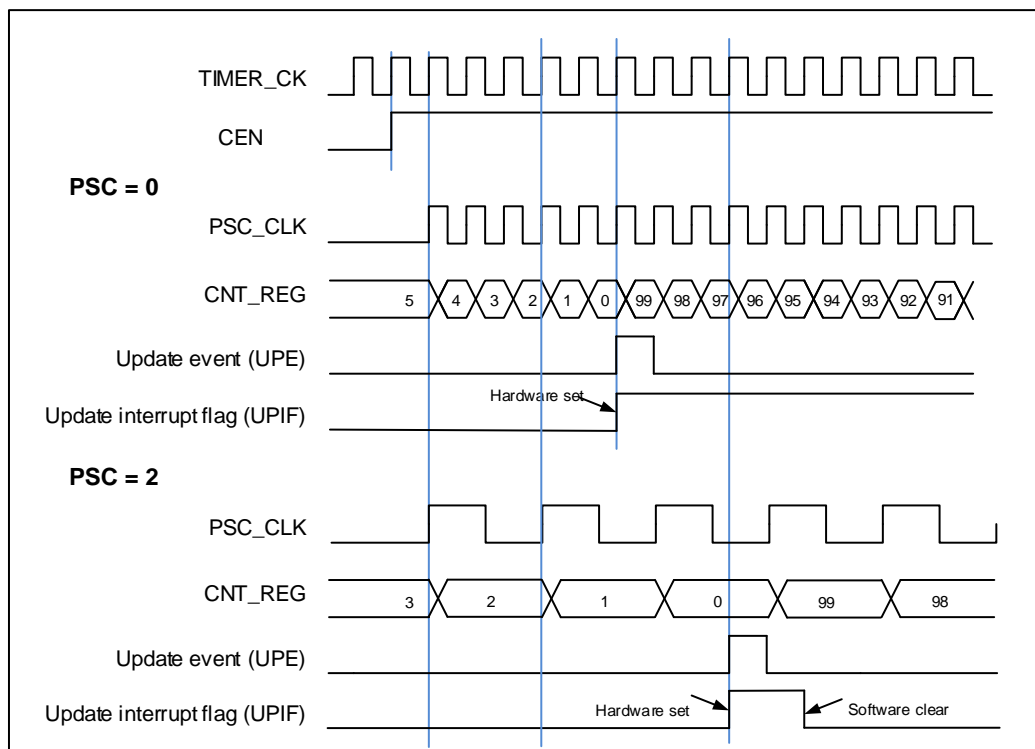 TIMER_CK
CEN
PSC = 0
PSC_CLK
CNT_REG 5 4 3 2 1 0 99 98 97 96 95 94 93 92 91
Update event (UPE)
Hardware set
Update interrupt flag (UPIF)
PSC = 2
PSC_CLK
CNT_REG 3 2 1 0 99 98
Update event (UPE)
Update interrupt flag (UPIF) Hardware set Software clear